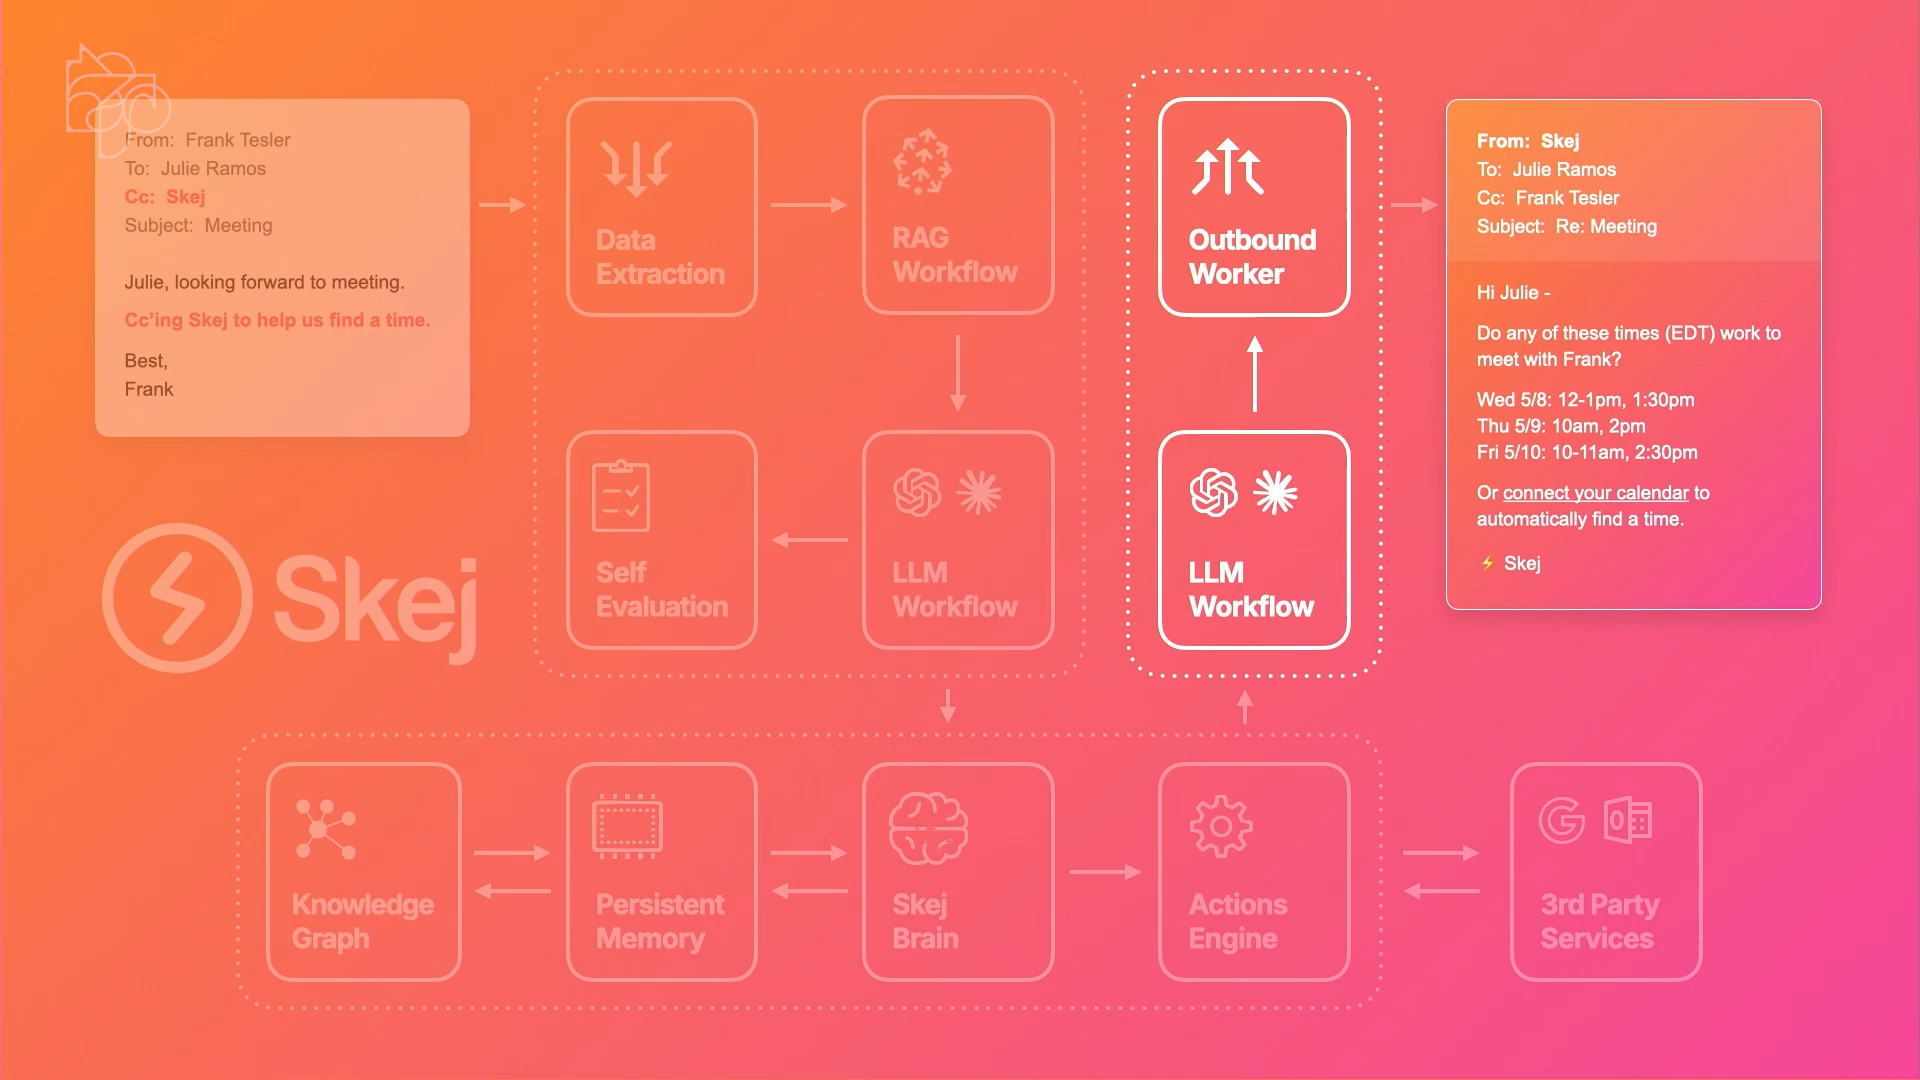 From: Frank Tesler
To: Julie Ramos
Cc: Skej
Subject: Meeting
Julie, looking forward to meeting.
Cc’ing Skej to help us find a time.
Best,
Frank
Skej
Data
Extraction
RAG
Workflow
Self
Evaluation
LLM
Workflow
Outbound
Worker
LLM
Workflow
From: Skej
To: Julie Ramos
Cc: Frank Tesler
Subject: Re: Meeting
Hi Julie -
Do any of these times (EDT) work to
meet with Frank?
Wed 5/8: 12-1pm, 1:30pm
Thu 5/9: 10am, 2pm
Fri 5/10: 10-11am, 2:30pm
Or connect your calendar to
automatically find a time.
⚡ Skej
Knowledge
Graph
Persistent
Memory
Skej
Brain
Actions
Engine
3rd Party
Services